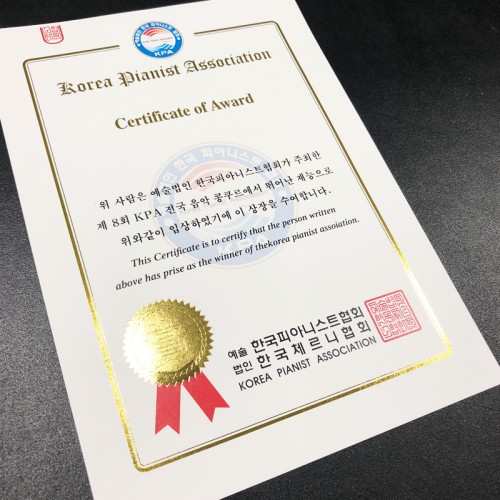 KPA
Korea Pianist Association
Certificate of Award
위 사람은 예술법인 한국피아니스트협회가 주최한
제 8회 KPA 전국 음악 콩쿠르에서 뛰어난 재능으로
위와같이 입상하였기에 이 상장을 수여합니다.
This Certificate is to certify that the person written
above has prise as the winner of thekorea pianist assoiation.
예술 법인 한국피아니스트협회
한국체르니협회
KOREA PIANIST ASSOCIATION